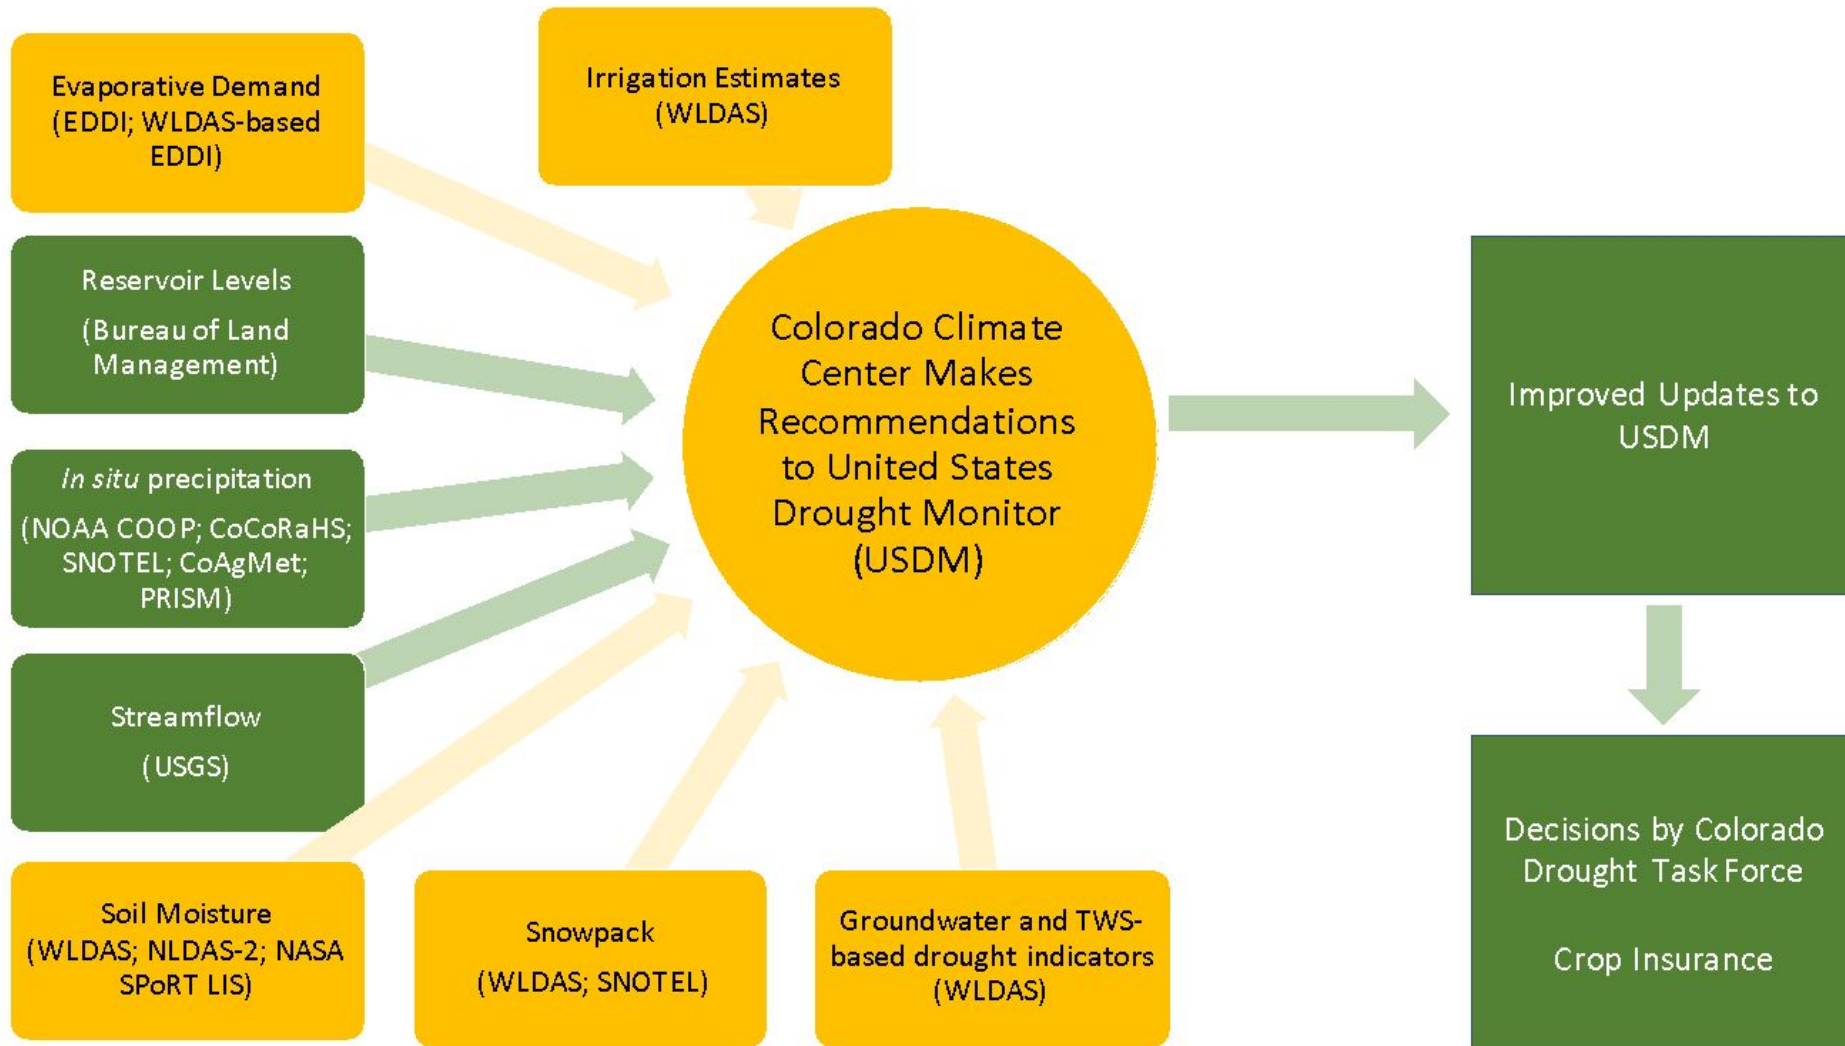 Evaporative Demand
(EDDI; WLDAS-based
EDDI)
Irrigation Estimates
(WLDAS)
Reservoir Levels
(Bureau of Land
Management)
In situ precipitation
(NOAA COOP; CoCoRaHS;
SNOTEL; CoAgMet;
PRISM)
Streamflow
(USGS)
Soil Moisture
(WLDAS; NLDAS-2; NASA
SPoRT LIS)
Snowpack
(WLDAS; SNOTEL)
Groundwater and TWS-
based drought indicators
(WLDAS)
Colorado Climate
Center Makes
Recommendations
to United States
Drought Monitor
(USDM)
Improved Updates to
USDM
Decisions by Colorado
Drought Task Force
Crop Insurance